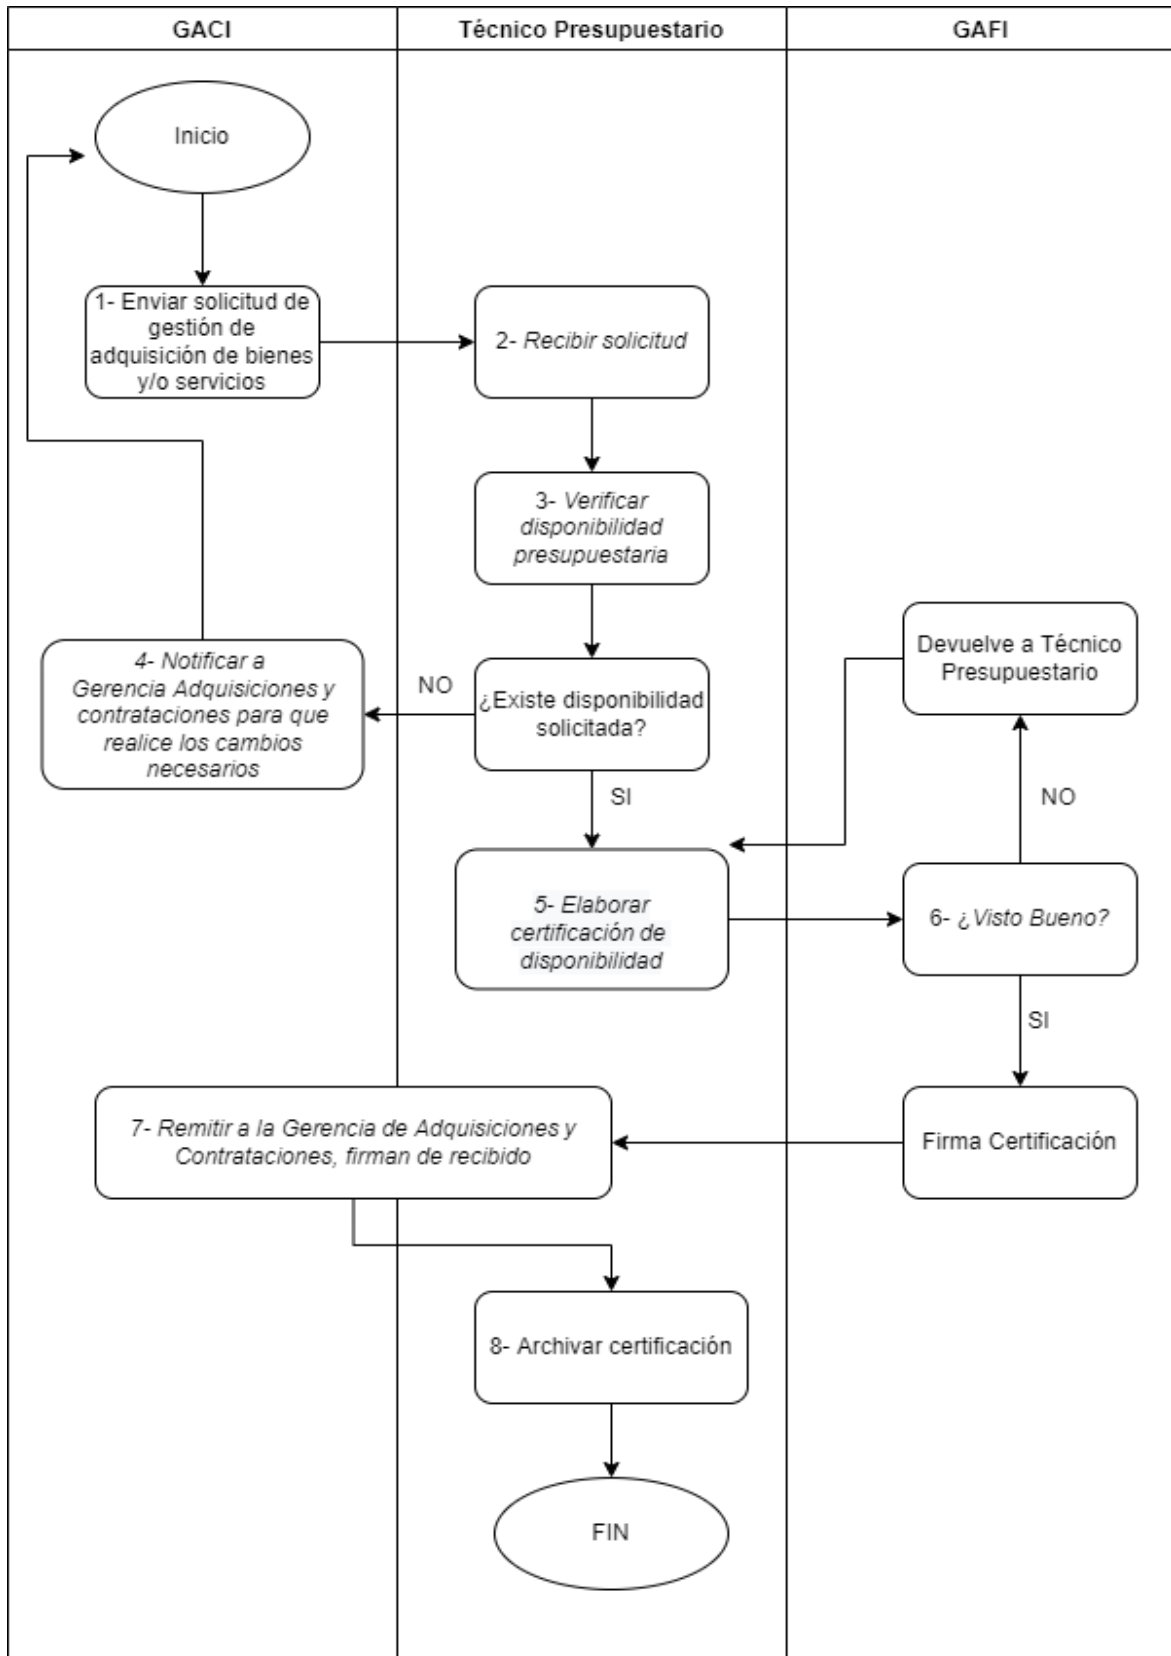 GACI
Técnico Presupuestario
GAFI
Inicio
1- Enviar solicitud de
gestión de
adquisición de bienes
y/o servicios
2- Recibir solicitud
3- Verificar
disponibilidad
presupuestaria
¿Existe disponibilidad
solicitada?
NO
4- Notificar a
Gerencia Adquisiciones y
contrataciones para que
realice los cambios
necesarios
SI
5- Elaborar
certificación de
disponibilidad
6- ¿Visto Bueno?
NO
Devuelve a Técnico
Presupuestario
SI
Firma Certificación
7- Remitir a la Gerencia de Adquisiciones y
Contrataciones, firman de recibido
8- Archivar certificación
FIN